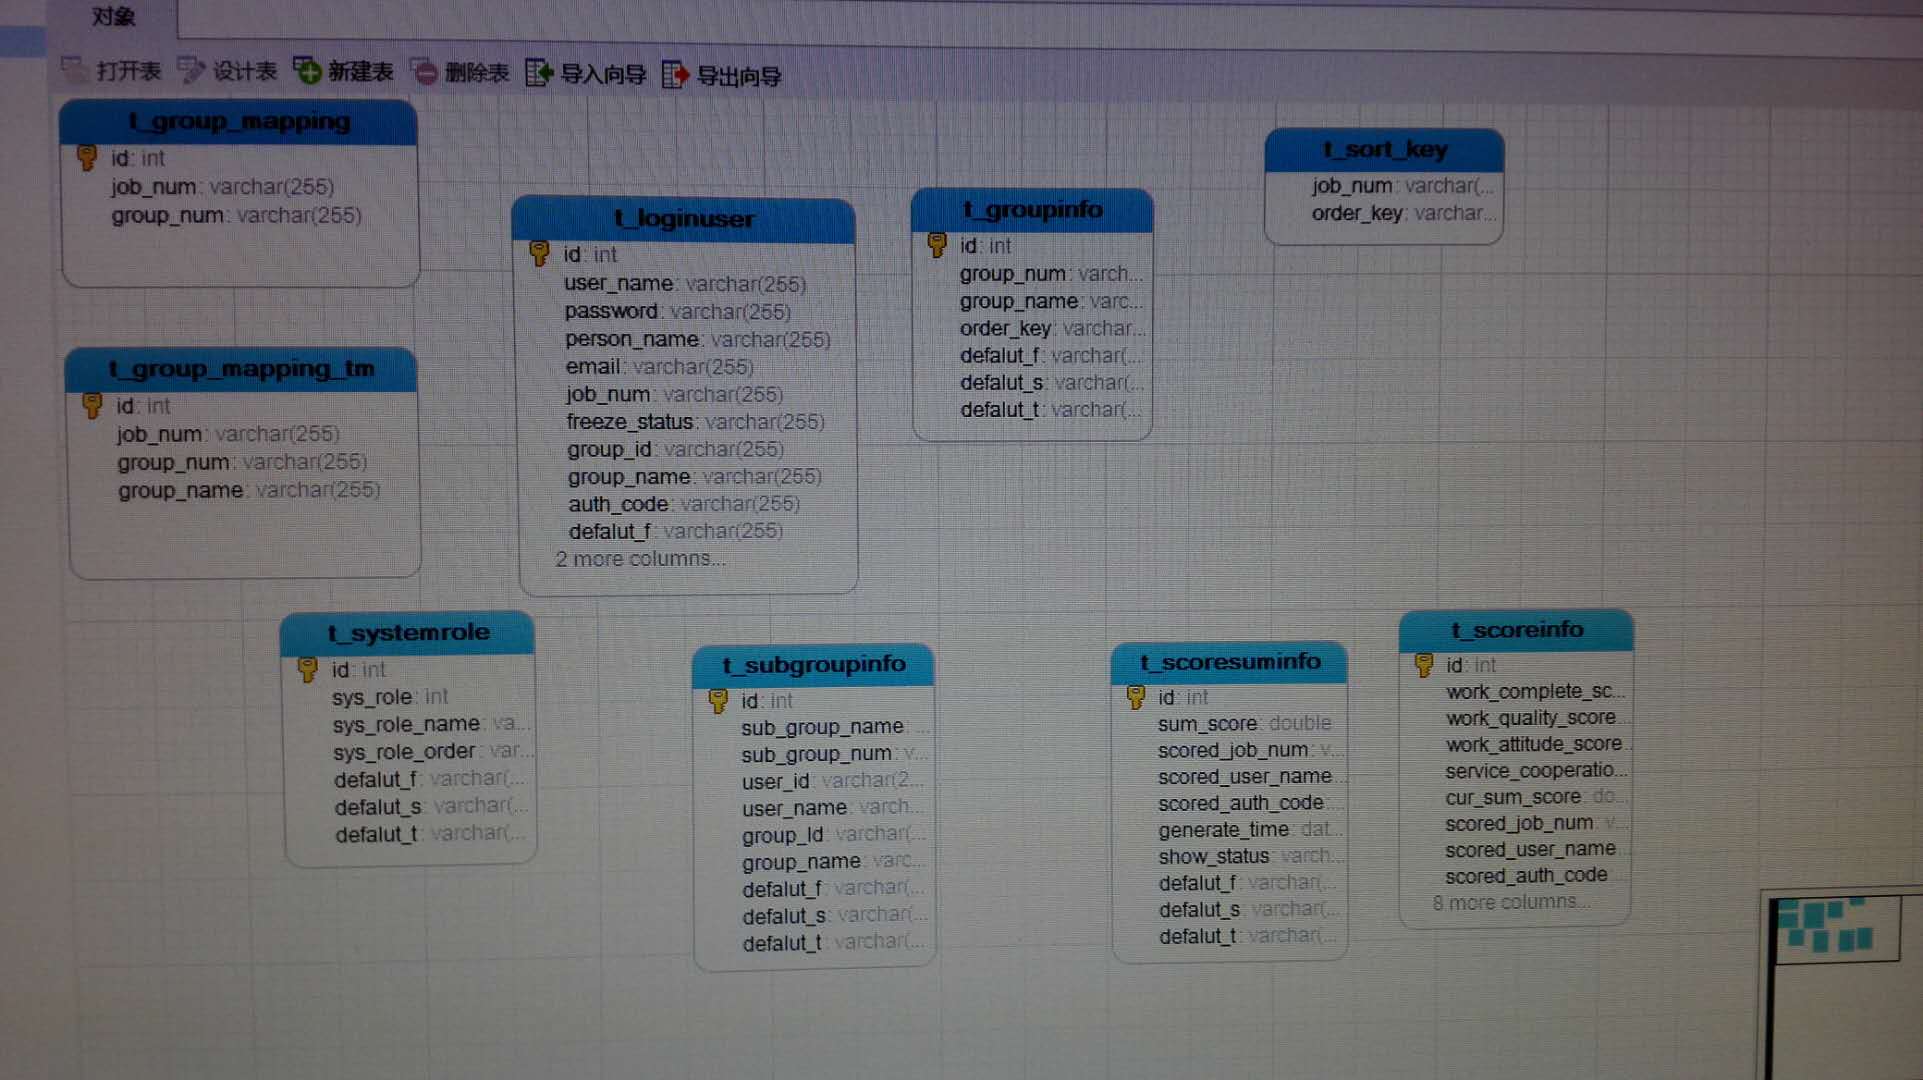 对象
打开表 设计表 新建表 删除表 导入向导 导出向导
t_group_mapping
id: int
job_num: varchar(255)
group_num: varchar(255)
t_group_mapping_tm
id: int
job_num: varchar(255)
group_num: varchar(255)
group_name: varchar(255)
t_loginuser
id: int
user_name: varchar(255)
password: varchar(255)
person_name: varchar(255)
email: varchar(255)
job_num: varchar(255)
freeze_status: varchar(255)
group_id: varchar(255)
group_name: varchar(255)
auth_code: varchar(255)
defalut_f: varchar(255)
2 more columns...
t_groupinfo
id: int
group_num: varch...
group_name: varc...
order_key: varchar...
defalut_f: varchar(...
defalut_s: varchar(...
defalut_t: varchar(...
t_sort_key
job_num: varchar(...
order_key: varchar...
t_systemrole
id: int
sys_role: int
sys_role_name: va...
sys_role_order: var...
defalut_f: varchar(...
defalut_s: varchar(...
defalut_t: varchar(...
t_subgroupinfo
id: int
sub_group_name: ...
sub_group_num: v...
user_id: varchar(2...
user_name: varch...
group_Id: varchar(...
group_name: varc...
defalut_f: varchar(...
defalut_s: varchar(...
defalut_t: varchar(...
t_scoresuminfo
id: int
sum_score: double
scored_job_num: v...
scored_user_name...
scored_auth_code:...
generate_time: dat...
show_status: varch...
defalut_f: varchar(...
defalut_s: varchar(...
defalut_t: varchar(...
t_scoreinfo
id: int
work_complete_sc...
work_quality_score...
work_attitude_score...
service_cooperatio...
cur_sum_score: do...
scored_job_num: v...
scored_user_name...
scored_auth_code:...
8 more columns...